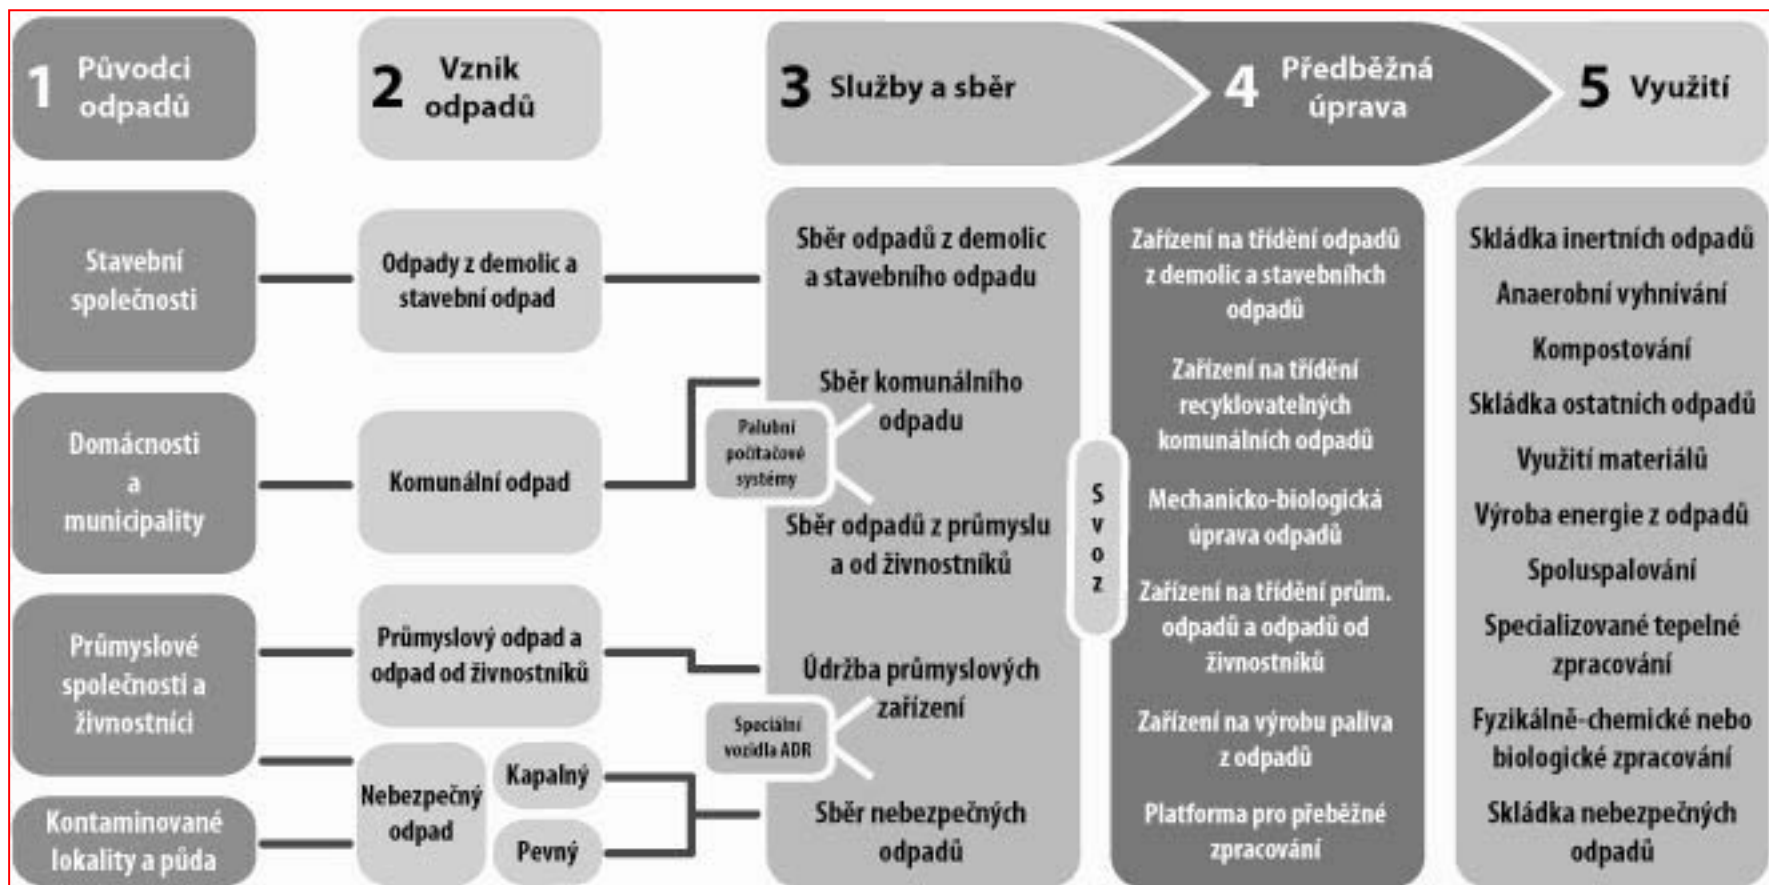 1 Původci
odpadů
2 Vznik
odpadů
3 Služby a sběr
4 Předběžná
úprava
5 Využití
Stavební
společnosti
Domácnosti
a
municipality
Průmyslové
společnosti a
živnostníci
Kontaminované
lokality a půda
Odpady z demolic a
stavební odpad
Komunální odpad
Průmyslový odpad a
odpad od živnostníků
Nebezpečný
odpad
Kapalný
Pevný
Sběr odpadů z demolic
a stavebního odpadu
Sběr komunálního
odpadu
Palubní
počítačové
systémy
Sběr odpadů z průmyslu
a od živnostníků
Údržba průmyslových
zařízení
Speciální
vozidla ADR
Sběr nebezpečných
odpadů
S
v
o
z
Zařízení na třídění odpadů
z demolic a stavebníhch
odpadů
Zařízení na třídění
recyklovatelných
komunálních odpadů
Mechanicko-biologická
úprava odpadů
Zařízení na třídění prům.
odpadů a odpadů od
živnostníků
Zařízení na výrobu paliva
z odpadů
Platforma pro přeběžné
zpracování
Skládka inertních odpadů
Anaerobní vyhnívání
Kompostování
Skládka ostatních odpadů
Využití materiálů
Výroba energie z odpadů
Spoluspalování
Specializované tepelné
zpracování
Fyzikálně-chemické nebo
biologické zpracování
Skládka nebezpečných
odpadů